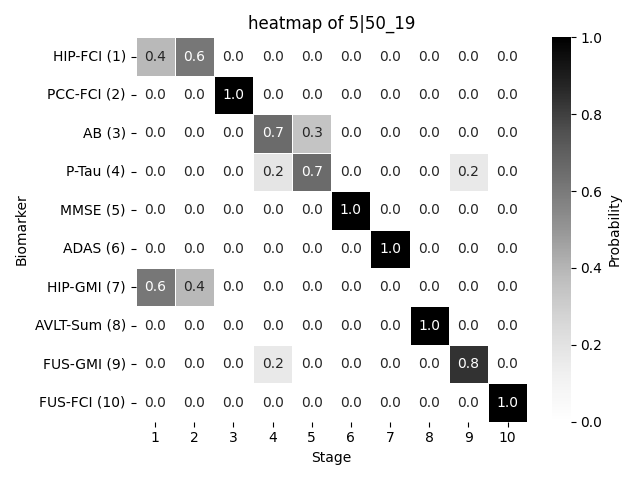 heatmap of 5|50_19
HIP-FCI (1) 0.4 0.6 0.0 0.0 0.0 0.0 0.0 0.0 0.0 0.0
PCC-FCI (2) 0.0 0.0 1.0 0.0 0.0 0.0 0.0 0.0 0.0 0.0
AB (3) 0.0 0.0 0.0 0.7 0.3 0.0 0.0 0.0 0.0 0.0
P-Tau (4) 0.0 0.0 0.0 0.2 0.7 0.0 0.0 0.0 0.2 0.0
MMSE (5) 0.0 0.0 0.0 0.0 0.0 1.0 0.0 0.0 0.0 0.0
ADAS (6) 0.0 0.0 0.0 0.0 0.0 0.0 1.0 0.0 0.0 0.0
HIP-GMI (7) 0.6 0.4 0.0 0.0 0.0 0.0 0.0 0.0 0.0 0.0
AVLT-Sum (8) 0.0 0.0 0.0 0.0 0.0 0.0 0.0 1.0 0.0 0.0
FUS-GMI (9) 0.0 0.0 0.0 0.2 0.0 0.0 0.0 0.0 0.8 0.0
FUS-FCI (10) 0.0 0.0 0.0 0.0 0.0 0.0 0.0 0.0 0.0 1.0
1 2 3 4 5 6 7 8 9 10
Stage
Biomarker
1.0
0.8
0.6
0.4
0.2
0.0
Probability